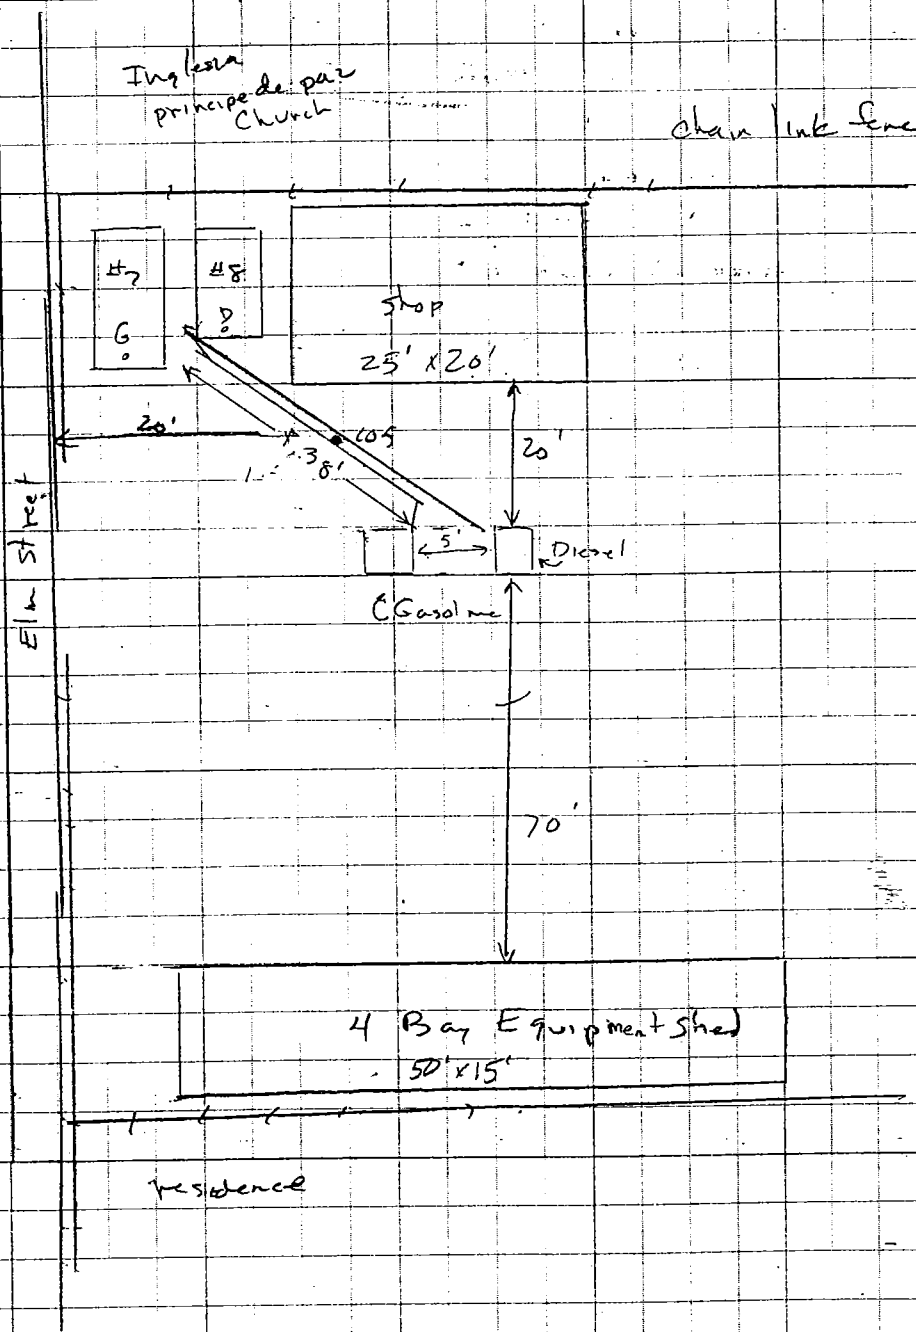 Inglesia
principe de paz
Church
chain link fence
#7
#8
G
D
Shop
25' x 20'
20'
20'
38'
5'
Diesel
Gasoline
Elm Street
70'
4 Bay Equipment Shed
50' x 15'
residence